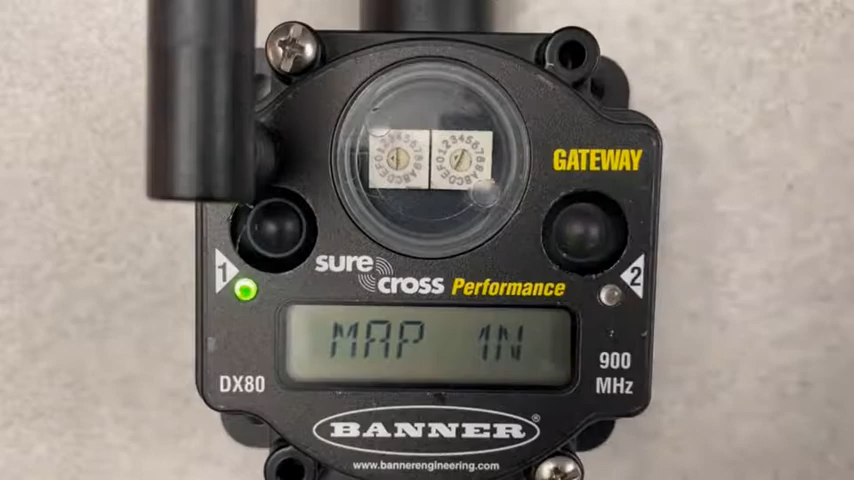 GATEWAY
1
2
sure
cross Performance
MAP 1N
DX80
900
MHz
BANNER®
www.bannerengineering.com